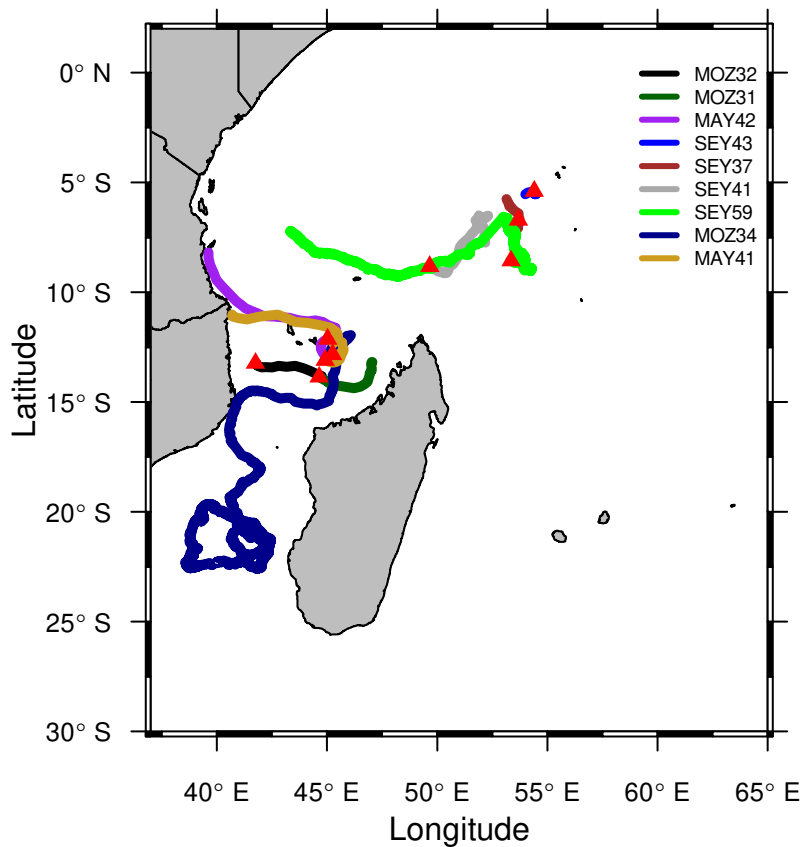 0° N
5° S
10° S
15° S
20° S
25° S
30° S
Latitude
MOZ32
MOZ31
MAY42
SEY43
SEY37
SEY41
SEY59
MOZ34
MAY41
40° E
45° E
50° E
55° E
60° E
65° E
Longitude